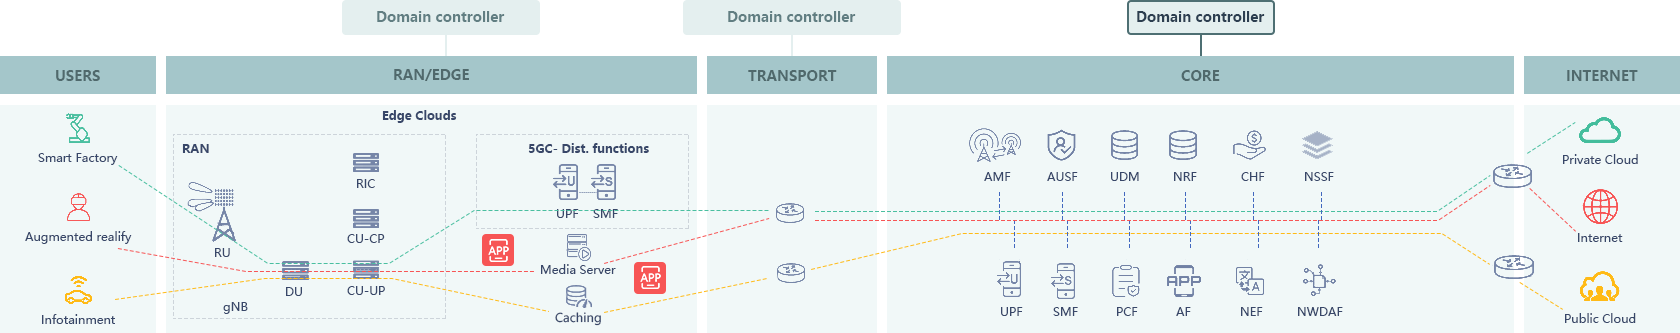 Domain controller
Domain controller
Domain controller
USERS
RAN/EDGE
TRANSPORT
CORE
INTERNET
Smart Factory
Augmented realify
Infotainment
Edge Clouds
RAN
RIC
RU
CU-CP
DU
CU-UP
gNB
5GC- Dist. functions
U
S
UPF
SMF
APP
Media Server
APP
Caching
AMF
AUSF
UDM
NRF
$
CHF
NSSF
U
UPF
S
SMF
PCF
APP
AF
A
NEF
NWDAF
Private Cloud
Internet
Public Cloud